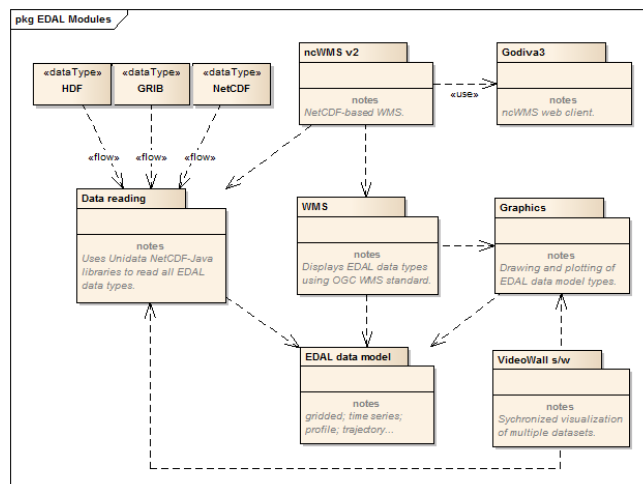 pkg EDAL Modules
«dataType»
HDF
«dataType»
GRIB
«dataType»
NetCDF
ncWMS v2
notes
NetCDF-based WMS.
«use»
Godiva3
notes
ncWMS web client.
«flow»
«flow»
«flow»
Data reading
notes
Uses Unidata NetCDF-Java
libraries to read all EDAL
data types.
WMS
notes
Displays EDAL data types
using OGC WMS standard.
Graphics
notes
Drawing and plotting of
EDAL data model types.
EDAL data model
notes
gridded; time series;
profile; trajectory...
VideoWall s/w
notes
Sychronized visualization
of multiple datasets.